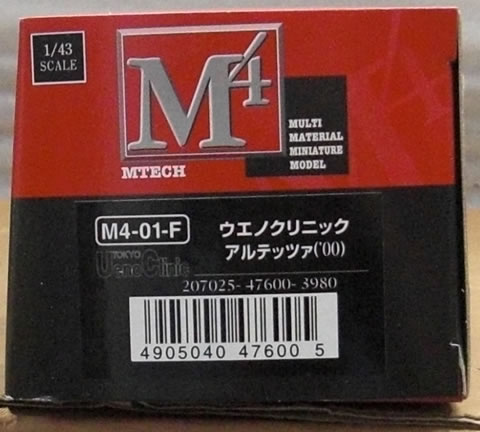 1/43
SCALE
M4
MTECH
MULTI
MATERIAL
MINIATURE
MODEL
M4-01-F
ウエノクリニック
アルテッツァ('00)
TOKYO
UenoClinic
207025-47600-3980
4905040 47600 5